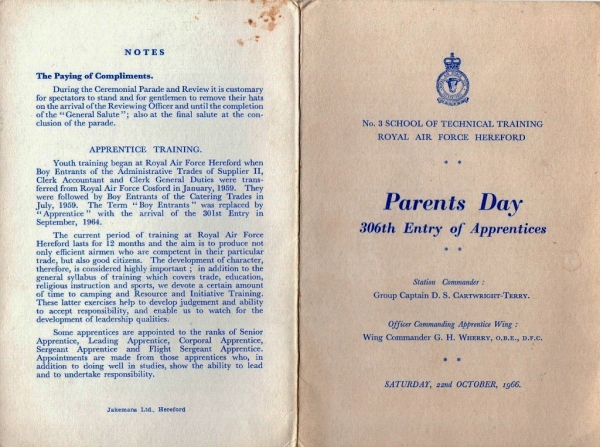 NOTES
The Paying of Compliments.
During the Ceremonial Parade and Review it is customary
for spectators to stand and for gentlemen to remove their hats
on the arrival of the Reviewing Officer and until the completion
of the "General Salute"; also at the final salute at the con-
clusion of the parade.
APPRENTICE TRAINING.
Youth training began at Royal Air Force Hereford when
Boy Entrants of the Administrative Trades of Supplier II,
Clerk Accountant and Clerk General Duties were trans-
ferred from Royal Air Force Cosford in January, 1959. They
were followed by Boy Entrants of the Catering Trades in
July, 1959. The Term "Boy Entrants" was replaced by
"Apprentice" with the arrival of the 301st Entry in
September, 1964.
The current period of training at Royal Air Force
Hereford lasts for 12 months and the aim is to produce not
only efficient airmen who are competent in their particular
trade, but also good citizens. The development of character,
therefore, is considered highly important; in addition to the
general syllabus of training which covers trade, education,
religious instruction and sports, we devote a certain amount
of time to camping and Resource and Initiative Training.
These latter exercises help to develop judgement and ability
to accept responsibility, and enable us to watch for the
development of leadership qualities.
Some apprentices are appointed to the ranks of Senior
Apprentice, Leading Apprentice, Corporal Apprentice,
Sergeant Apprentice and Flight Sergeant Apprentice.
Appointments are made from those apprentices who, in
addition to doing well in studies, show the ability to lead
and to undertake responsibility.
Jakemans Ltd., Hereford
No. 3 SCHOOL OF TECHNICAL TRAINING
ROYAL AIR FORCE HEREFORD
Parents Day
306th Entry of Apprentices
Station Commander :
Group Captain D. S. CARTWRIGHT-TERRY.
Officer Commanding Apprentice Wing :
Wing Commander G. H. WHERRY, O.B.E., D.F.C.
SATURDAY, 22nd OCTOBER, 1966.